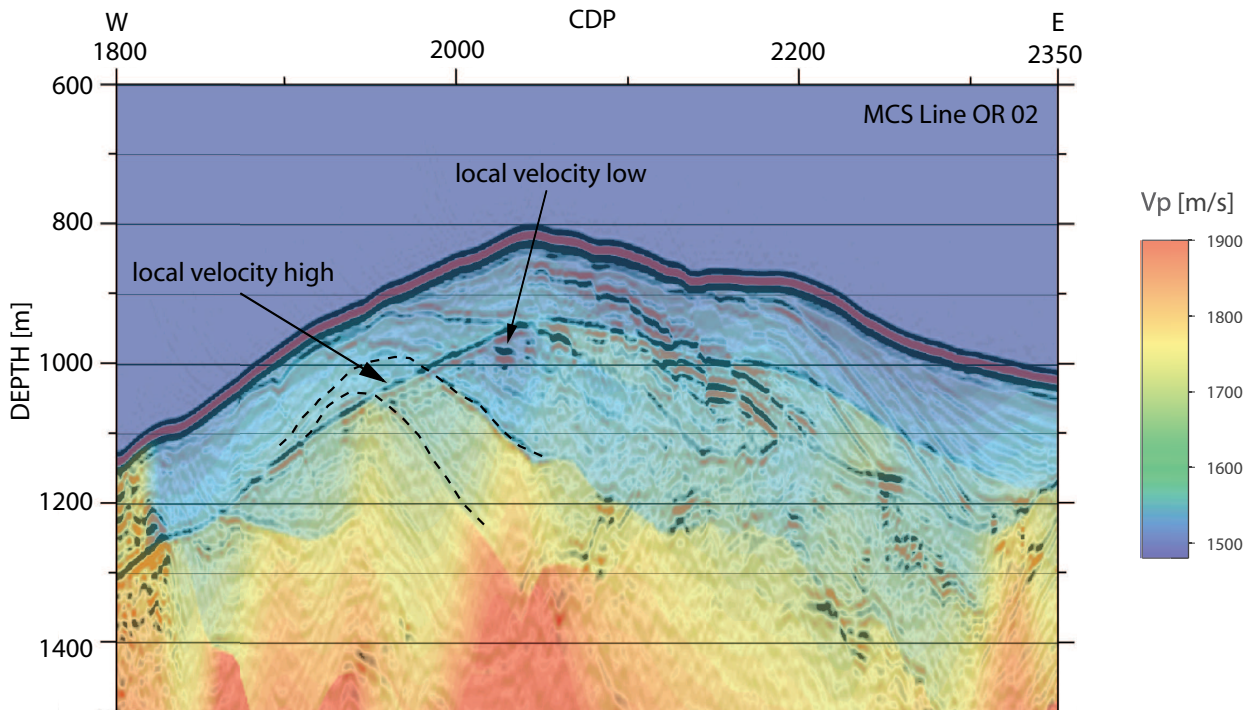 W CDP E
1800 2000 2200 2350
600
MCS Line OR 02
local velocity low
Vp [m/s]
800
1900
local velocity high
1800
DEPTH [m]
1000
1700
1600
1200
1500
1400